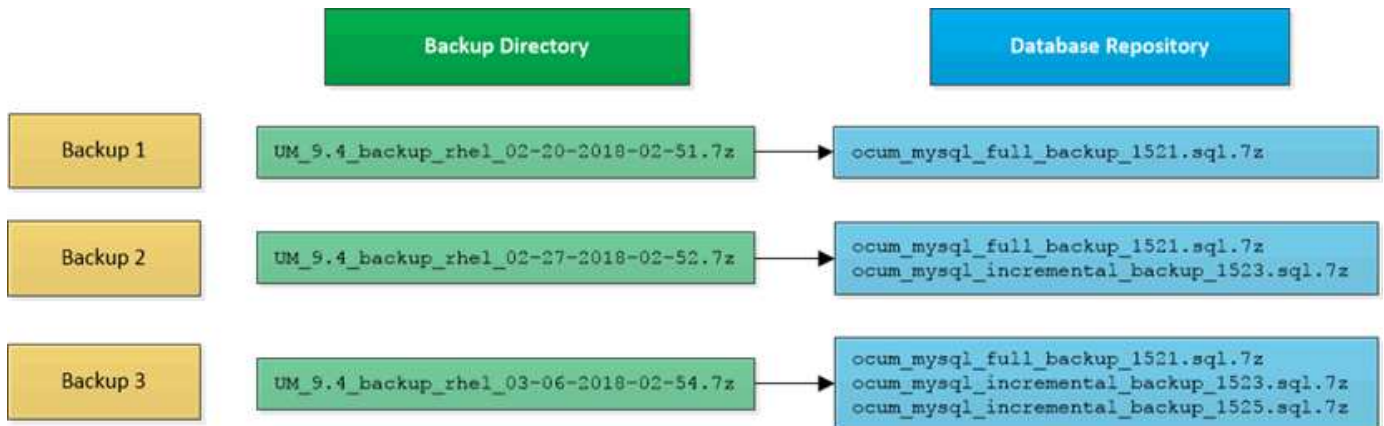 Backup Directory
Database Repository
Backup 1
UM_9.4_backup_rhel_02-20-2018-02-51.7z
ocum_mysql_full_backup_1521.sql.7z
Backup 2
UM_9.4_backup_rhel_02-27-2018-02-52.7z
ocum_mysql_full_backup_1521.sql.7z
ocum_mysql_incremental_backup_1523.sql.7z
Backup 3
UM_9.4_backup_rhel_03-06-2018-02-54.7z
ocum_mysql_full_backup_1521.sql.7z
ocum_mysql_incremental_backup_1523.sql.7z
ocum_mysql_incremental_backup_1525.sql.7z